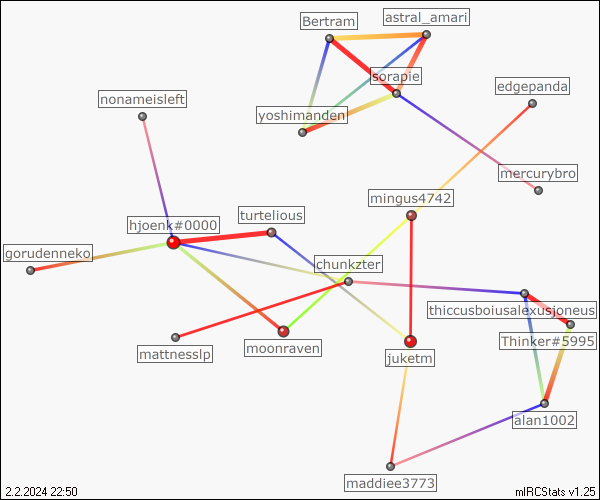 Bertram
astral_amari
sorapie
edgepanda
nonameisleft
yoshimanden
mercurybro
mingus4742
turtelious
hjoenk#0000
gorudenneko
chunkzter
thiccusboiusalexusjoneus
Thinker#5995
mattnesslp
moonraven
juketm
alan1002
maddiee3773
2.2.2024 22:50
mIRCStats v1.25